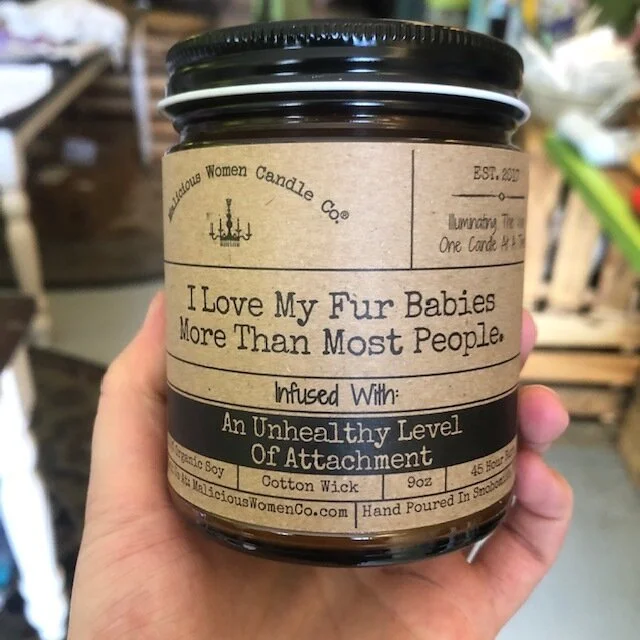 Malicious Women Candle Co.®
EST. 2017
Illuminating The
One Candle At A
I Love My Fur Babies
More Than Most People.
Infused With:
An Unhealthy Level
Of Attachment
Organic Soy
Cotton Wick
9oz
45 Hour
At: MaliciousWomenCo.com
Hand Poured In